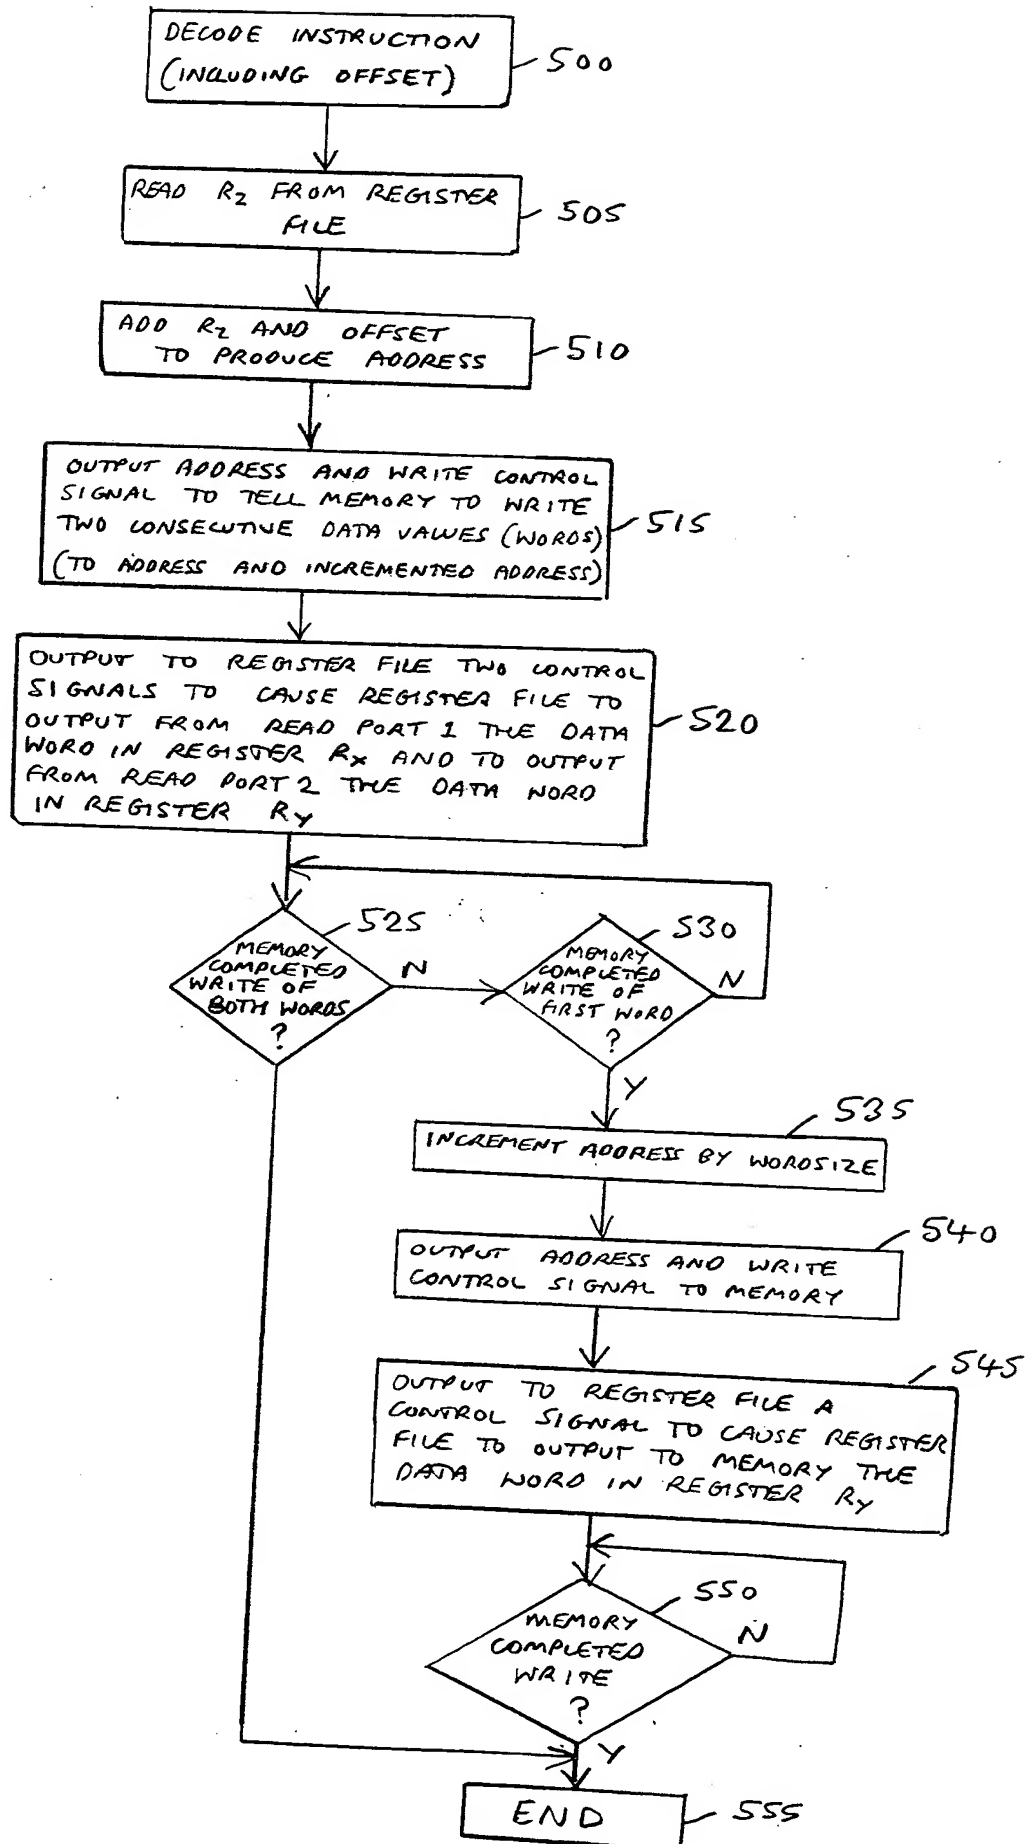 DECODE INSTRUCTION
(INCLUDING OFFSET)
500
READ Rz FROM REGISTER
FILE
505
ADD Rz AND OFFSET
TO PRODUCE ADDRESS
510
OUTPUT ADDRESS AND WRITE CONTROL
SIGNAL TO TELL MEMORY TO WRITE
TWO CONSECUTIVE DATA VALUES (WORDS)
(TO ADDRESS AND INCREMENTED ADDRESS)
515
OUTPUT TO REGISTER FILE TWO CONTROL
SIGNALS TO CAUSE REGISTER FILE TO
OUTPUT FROM READ PORT 1 THE DATA
WORD IN REGISTER Rx AND TO OUTPUT
FROM READ PORT 2 THE DATA WORD
IN REGISTER Ry
520
525
MEMORY
COMPLETED
WRITE OF
BOTH WORDS
?
N
530
MEMORY
COMPLETED
WRITE OF
FIRST WORD
?
N
Y
535
INCREMENT ADDRESS BY WORDSIZE
540
OUTPUT ADDRESS AND WRITE
CONTROL SIGNAL TO MEMORY
545
OUTPUT TO REGISTER FILE A
CONTROL SIGNAL TO CAUSE REGISTER
FILE TO OUTPUT TO MEMORY THE
DATA WORD IN REGISTER Ry
550
MEMORY
COMPLETED
WRITE
?
N
Y
END
555